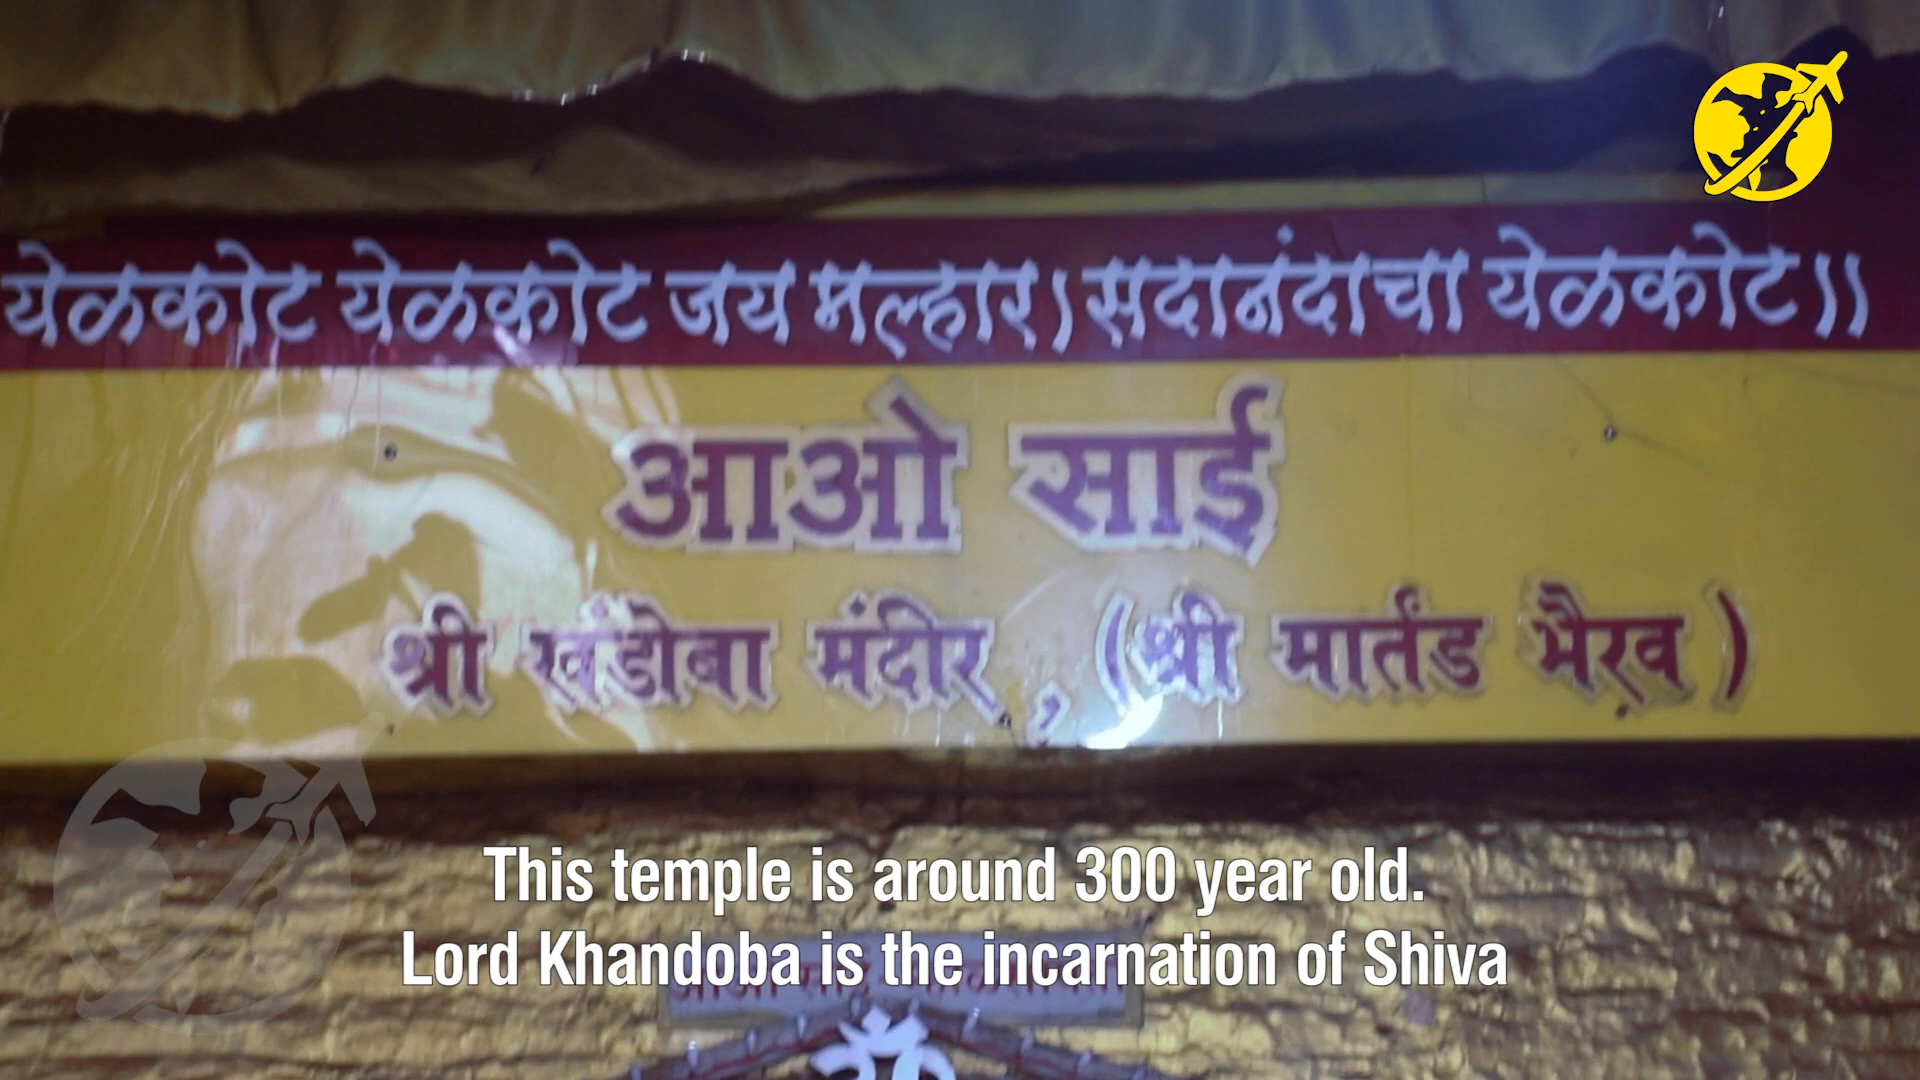 येळकोट येळकोट जय मल्हार। सदानंदाचा येळकोट।।
आओ साई
श्री खंडोबा मंदीर, (श्री मार्तंड भैरव)
This temple is around 300 year old.
Lord Khandoba is the incarnation of Shiva